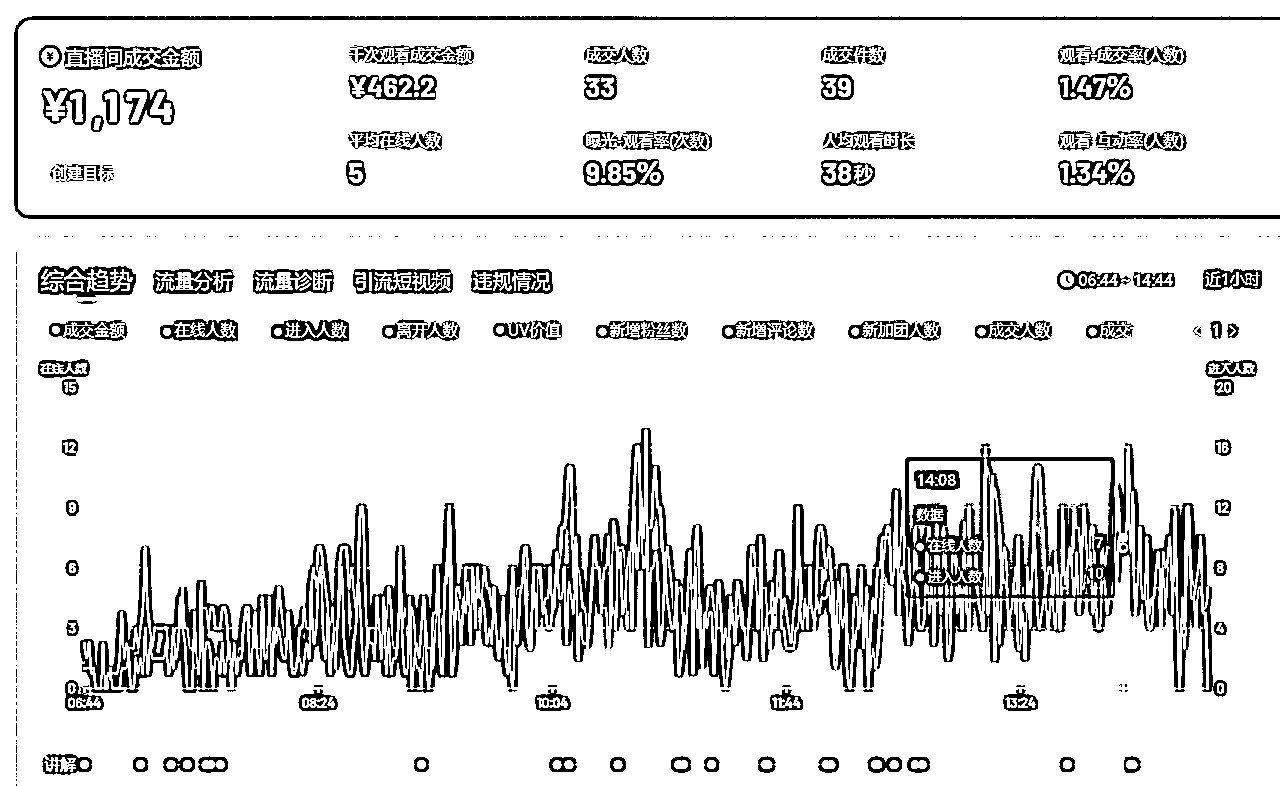 直播间成交金额 千次观看成交金额 成交人数 成交件数 观看-成交率(人数)
¥1,174 ¥462.2 33 39 1.47%
平均在线人数 曝光-观看率(次数) 人均观看时长 观看-互动率(人数)
创建目标 5 9.85% 38秒 1.34%
综合趋势 流量分析 流量诊断 引流短视频 违规情况 06:44 14:44 近1小时
成交金额 在线人数 进入人数 离开人数 UV价值 新增粉丝数 新增评论数 新加团人数 成交人数 成交 1
在线人数 进入人数
15 20
12 16
14:08
9 数据 12
在线人数 7
6 8
进入人数 10
3 4
0 0
06:44 08:24 10:04 11:44 13:24
讲解